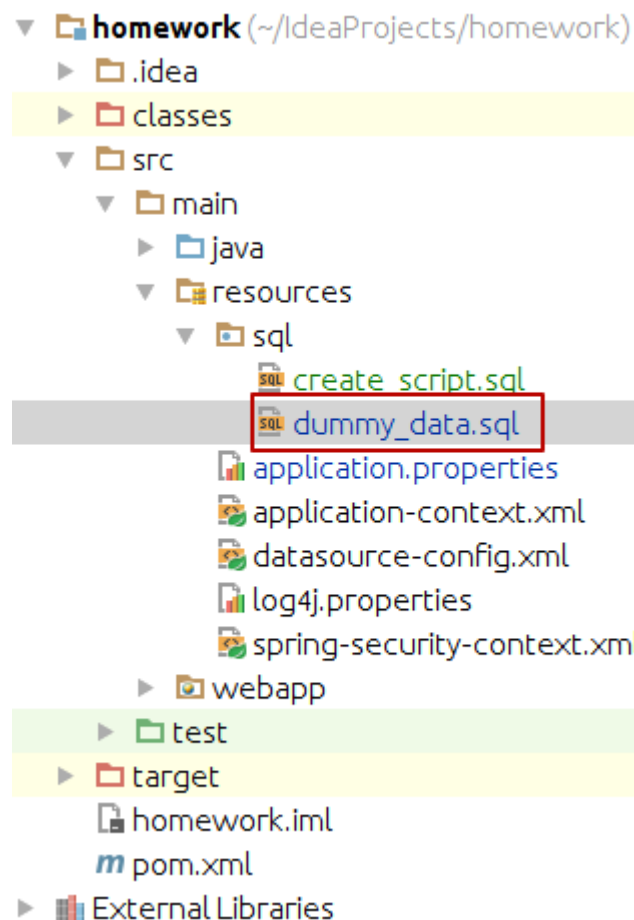 homework (~/IdeaProjects/homework)
.idea
classes
src
main
java
resources
sql
create_script.sql
dummy_data.sql
application.properties
application-context.xml
datasource-config.xml
log4j.properties
spring-security-context.xm
webapp
test
target
homework.iml
pom.xml
External Libraries